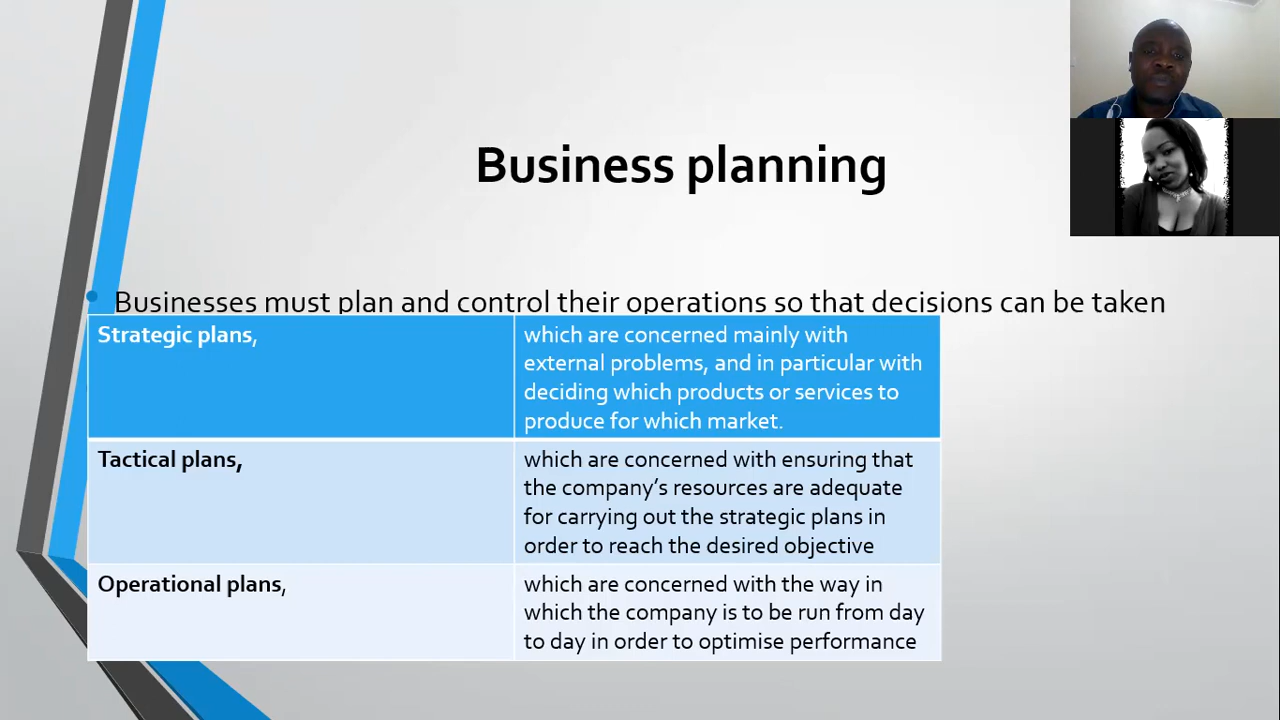 Business planning
Businesses must plan and control their operations so that decisions can be taken
Strategic plans,
which are concerned mainly with
external problems, and in particular with
deciding which products or services to
produce for which market.
Tactical plans,
which are concerned with ensuring that
the company’s resources are adequate
for carrying out the strategic plans in
order to reach the desired objective
Operational plans,
which are concerned with the way in
which the company is to be run from day
to day in order to optimise performance